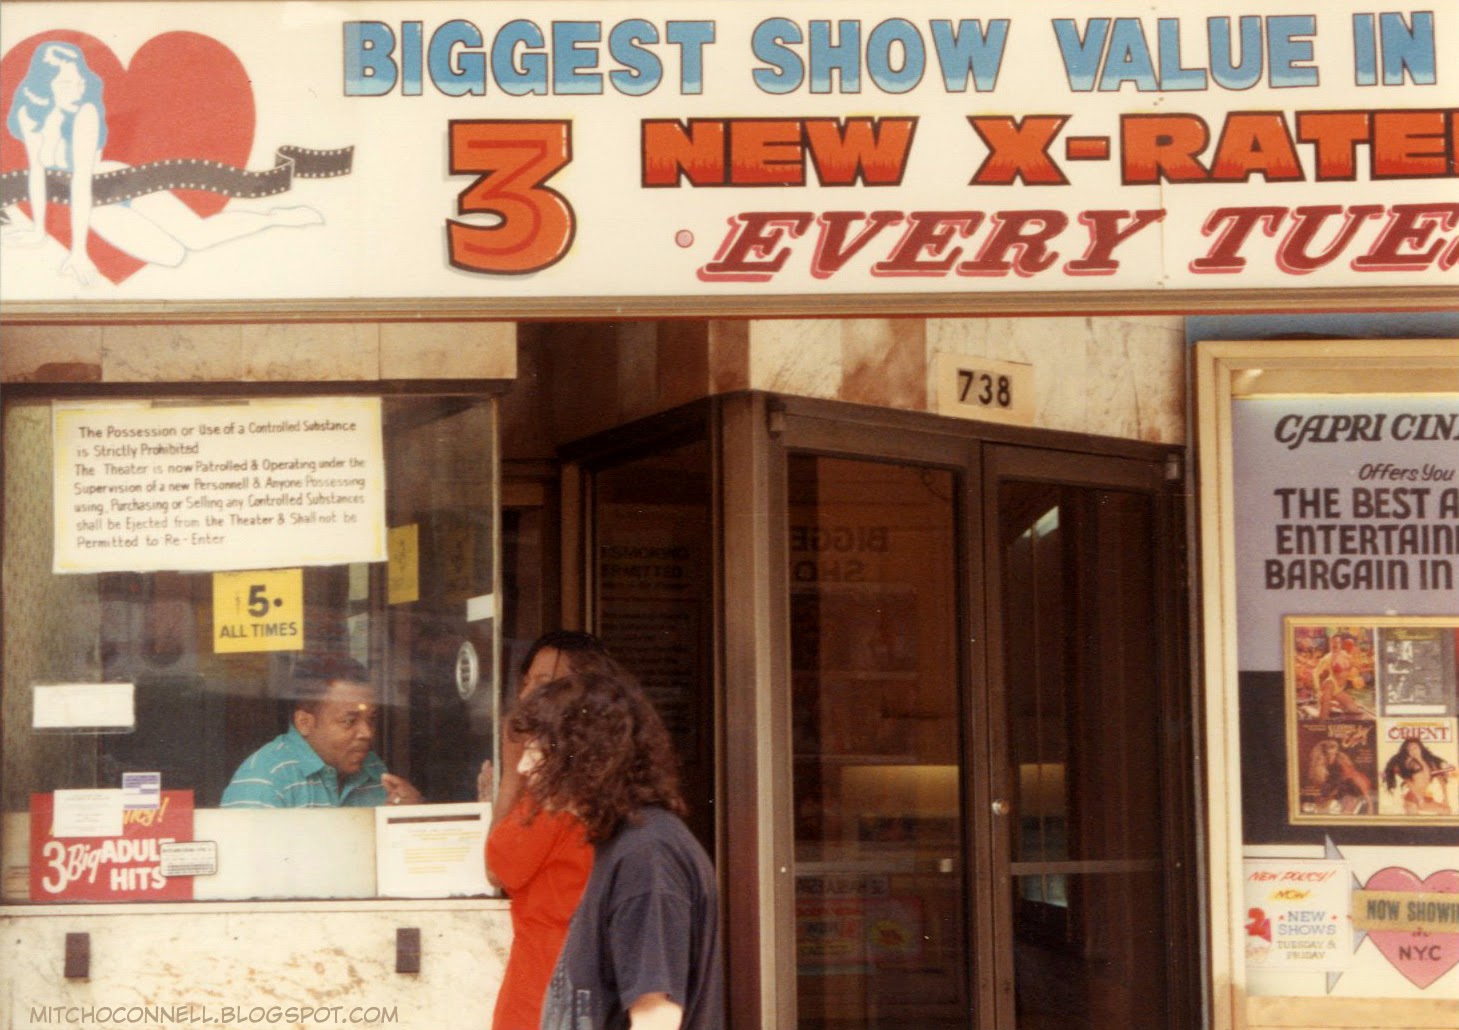 BIGGEST SHOW VALUE IN
3 NEW X-RATE
• EVERY TUE
738
The Possession or Use of a Controlled Substance
is Strictly Prohibited
The Theater is now Patrolled & Operating under the
Supervision of a new Personnell & Anyone Possessing
using, Purchasing or Selling any Controlled Substances
shall be Ejected from the Theater & Shall not be
Permitted to Re-Enter
$5.
ALL TIMES
3 Big ADULT
HITS
CAPRI CIN
Offers You
THE BEST A
ENTERTAIN
BARGAIN IN
ORIENT
NEW POLICY!
NOW
2 • NEW •
SHOWS
TUESDAY &
FRIDAY
NOW SHOWI
in
N.Y.C
MITCHOCONNELL.BLOGSPOT.COM